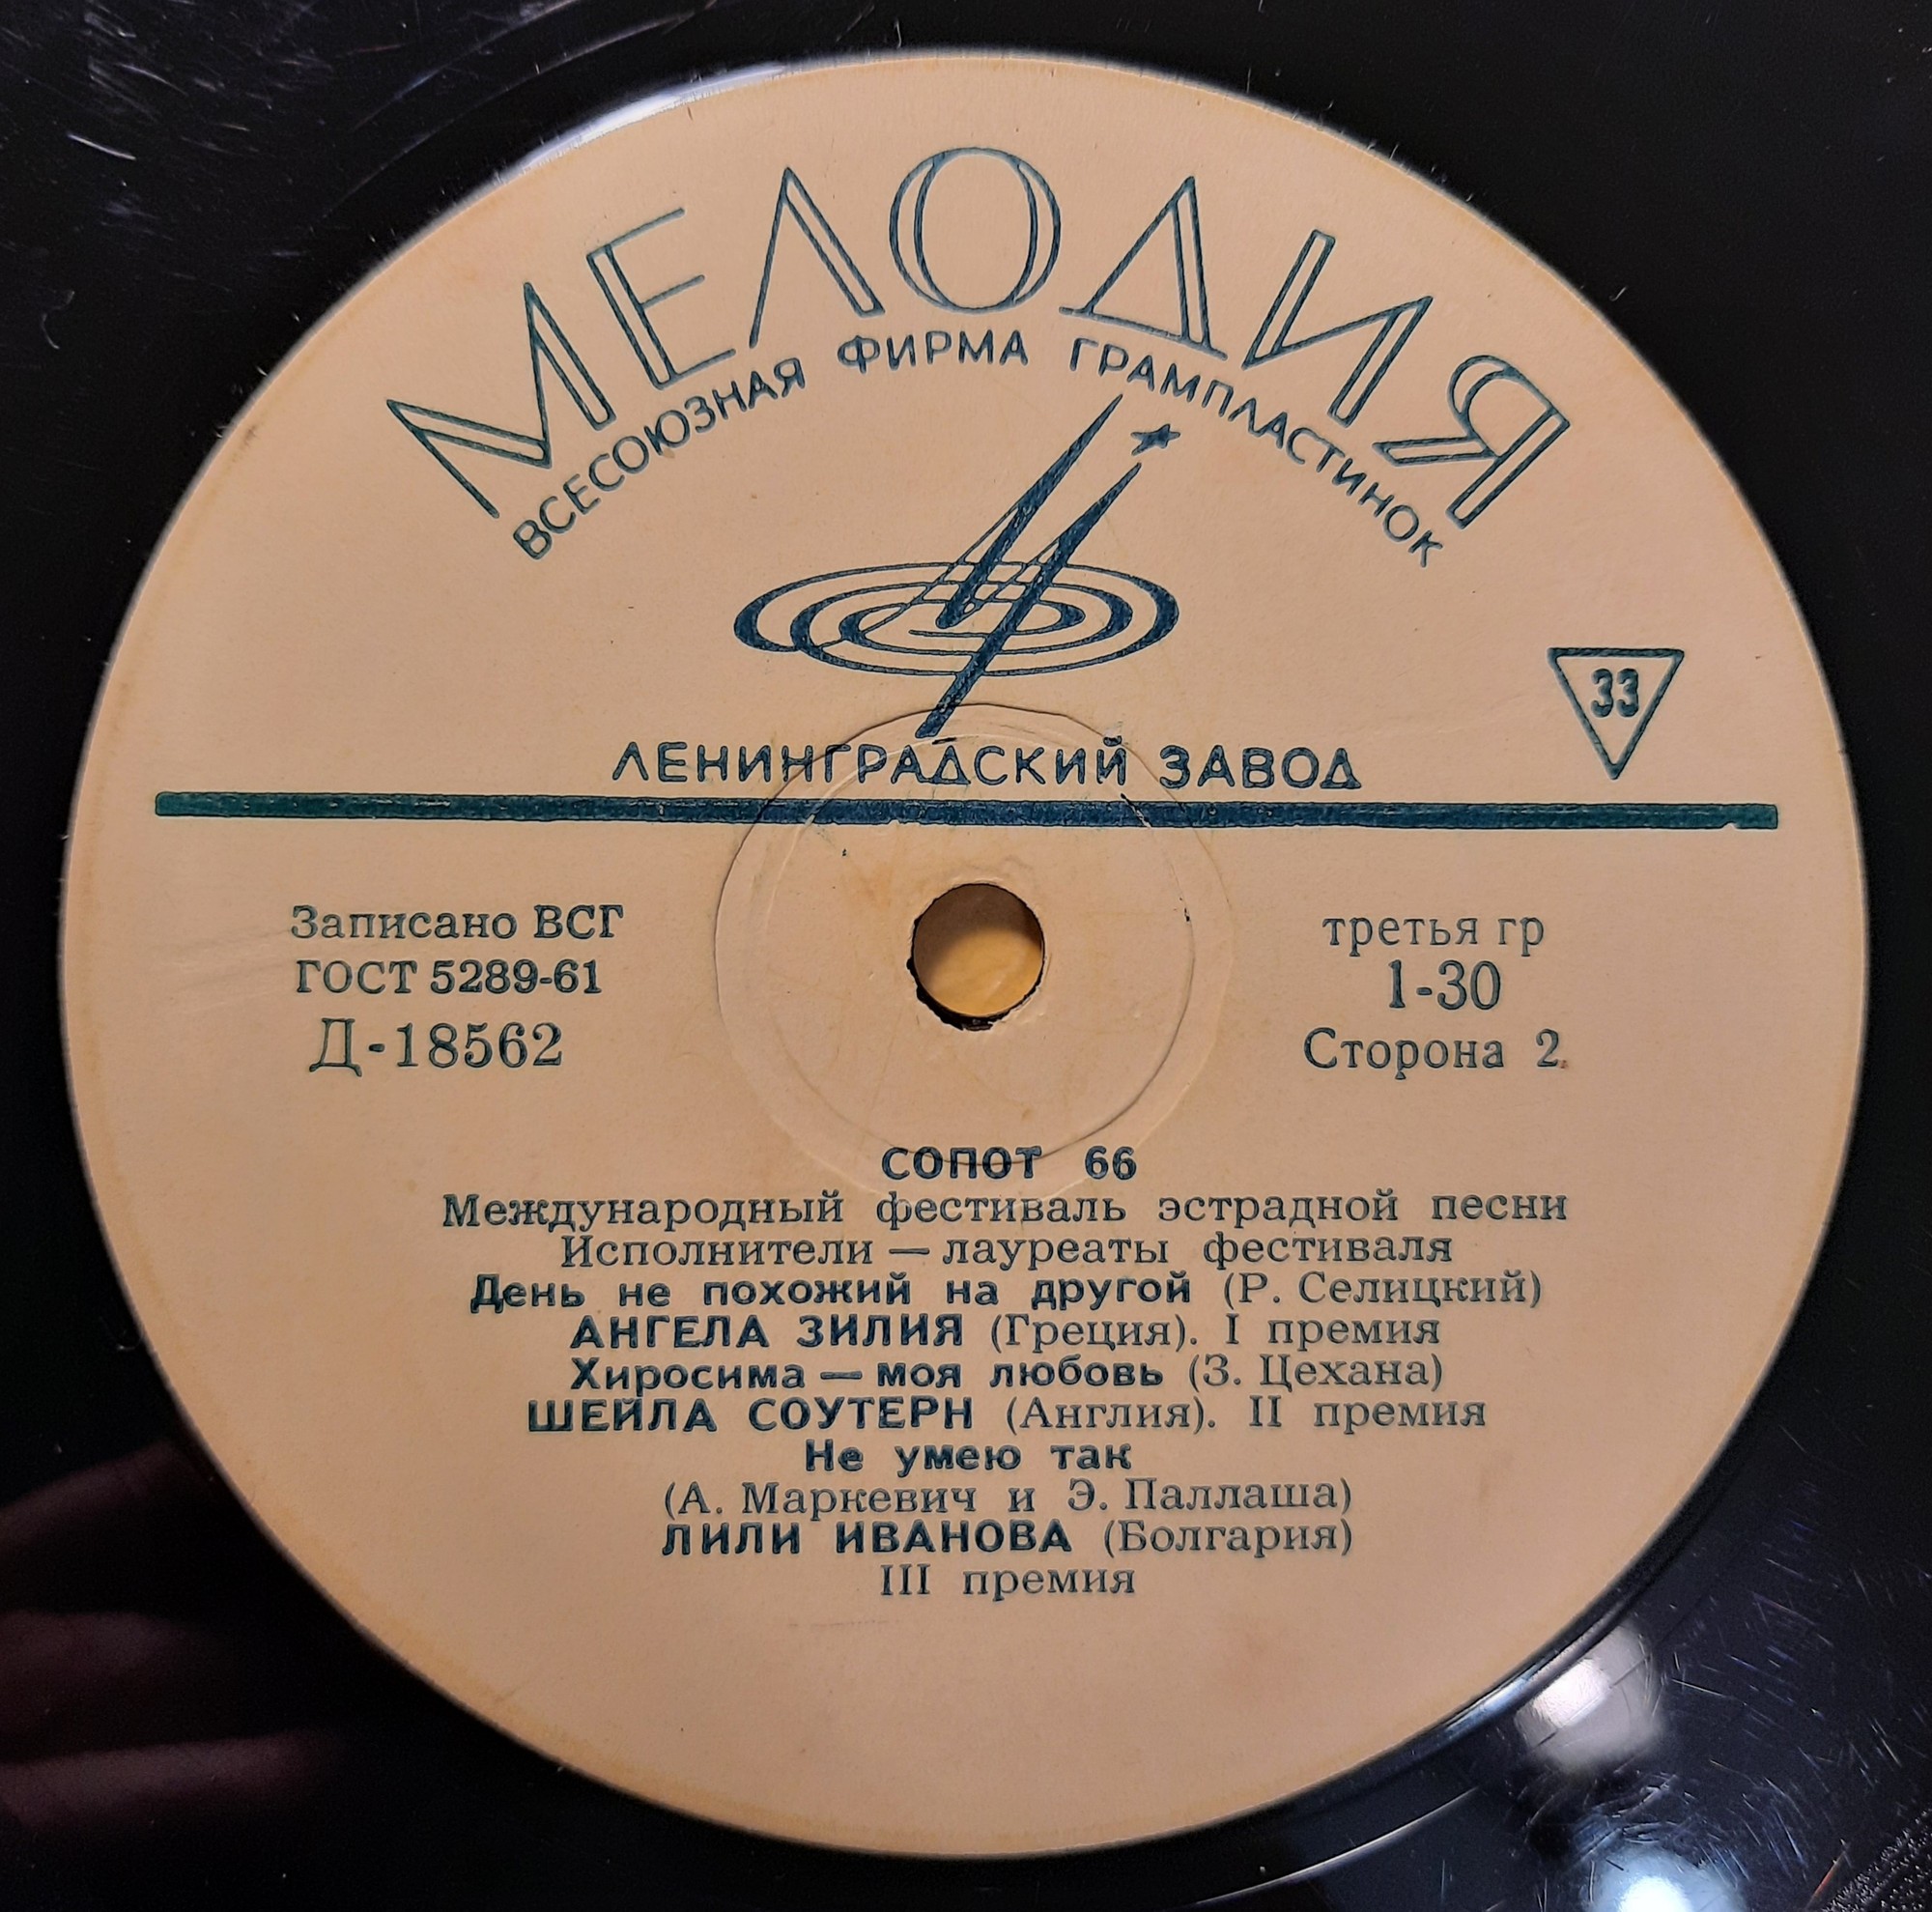 МЕЛОДИЯ
ВСЕСОЮЗНАЯ ФИРМА ГРАМПЛАСТИНОК
33
ЛЕНИНГРАДСКИЙ ЗАВОД
Записано ВСГ
ГОСТ 5289-61
Д-18562
третья гр
1-30
Сторона 2
СОПОТ 66
Международный фестиваль эстрадной песни
Исполнители — лауреаты фестиваля
День не похожий на другой (Р. Селицкий)
АНГЕЛА ЗИЛИЯ (Греция). I премия
Хиросима — моя любовь (З. Цехана)
ШЕЙЛА СОУТЕРН (Англия). II премия
Не умею так
(А. Маркевич и Э. Паллаша)
ЛИЛИ ИВАНОВА (Болгария)
III премия